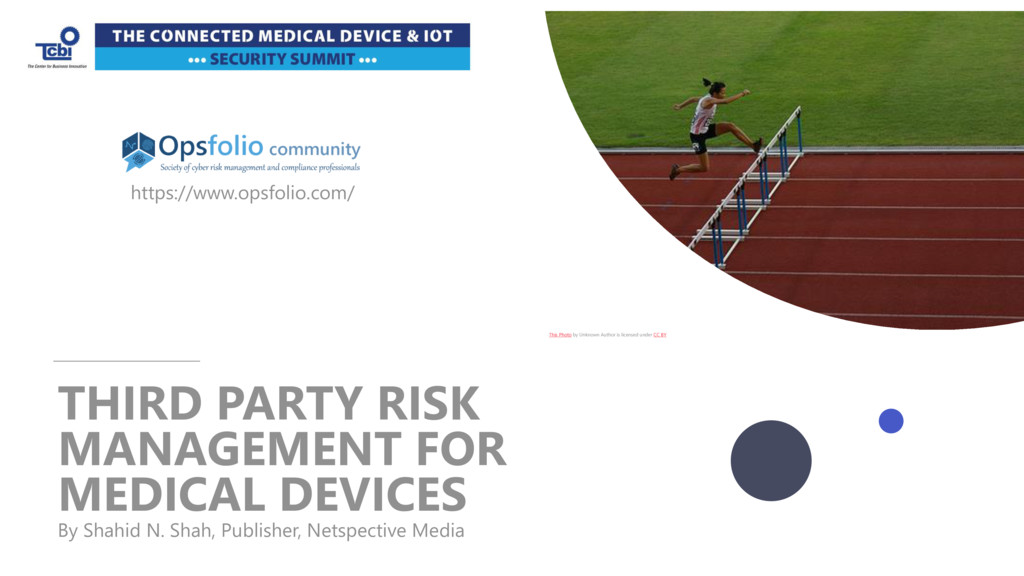 tcbi
The Center for Business Innovation
THE CONNECTED MEDICAL DEVICE & IOT
••• SECURITY SUMMIT •••
Opsfolio community
Society of cyber risk management and compliance professionals
https://www.opsfolio.com/
This Photo by Unknown Author is licensed under CC BY
THIRD PARTY RISK
MANAGEMENT FOR
MEDICAL DEVICES
By Shahid N. Shah, Publisher, Netspective Media